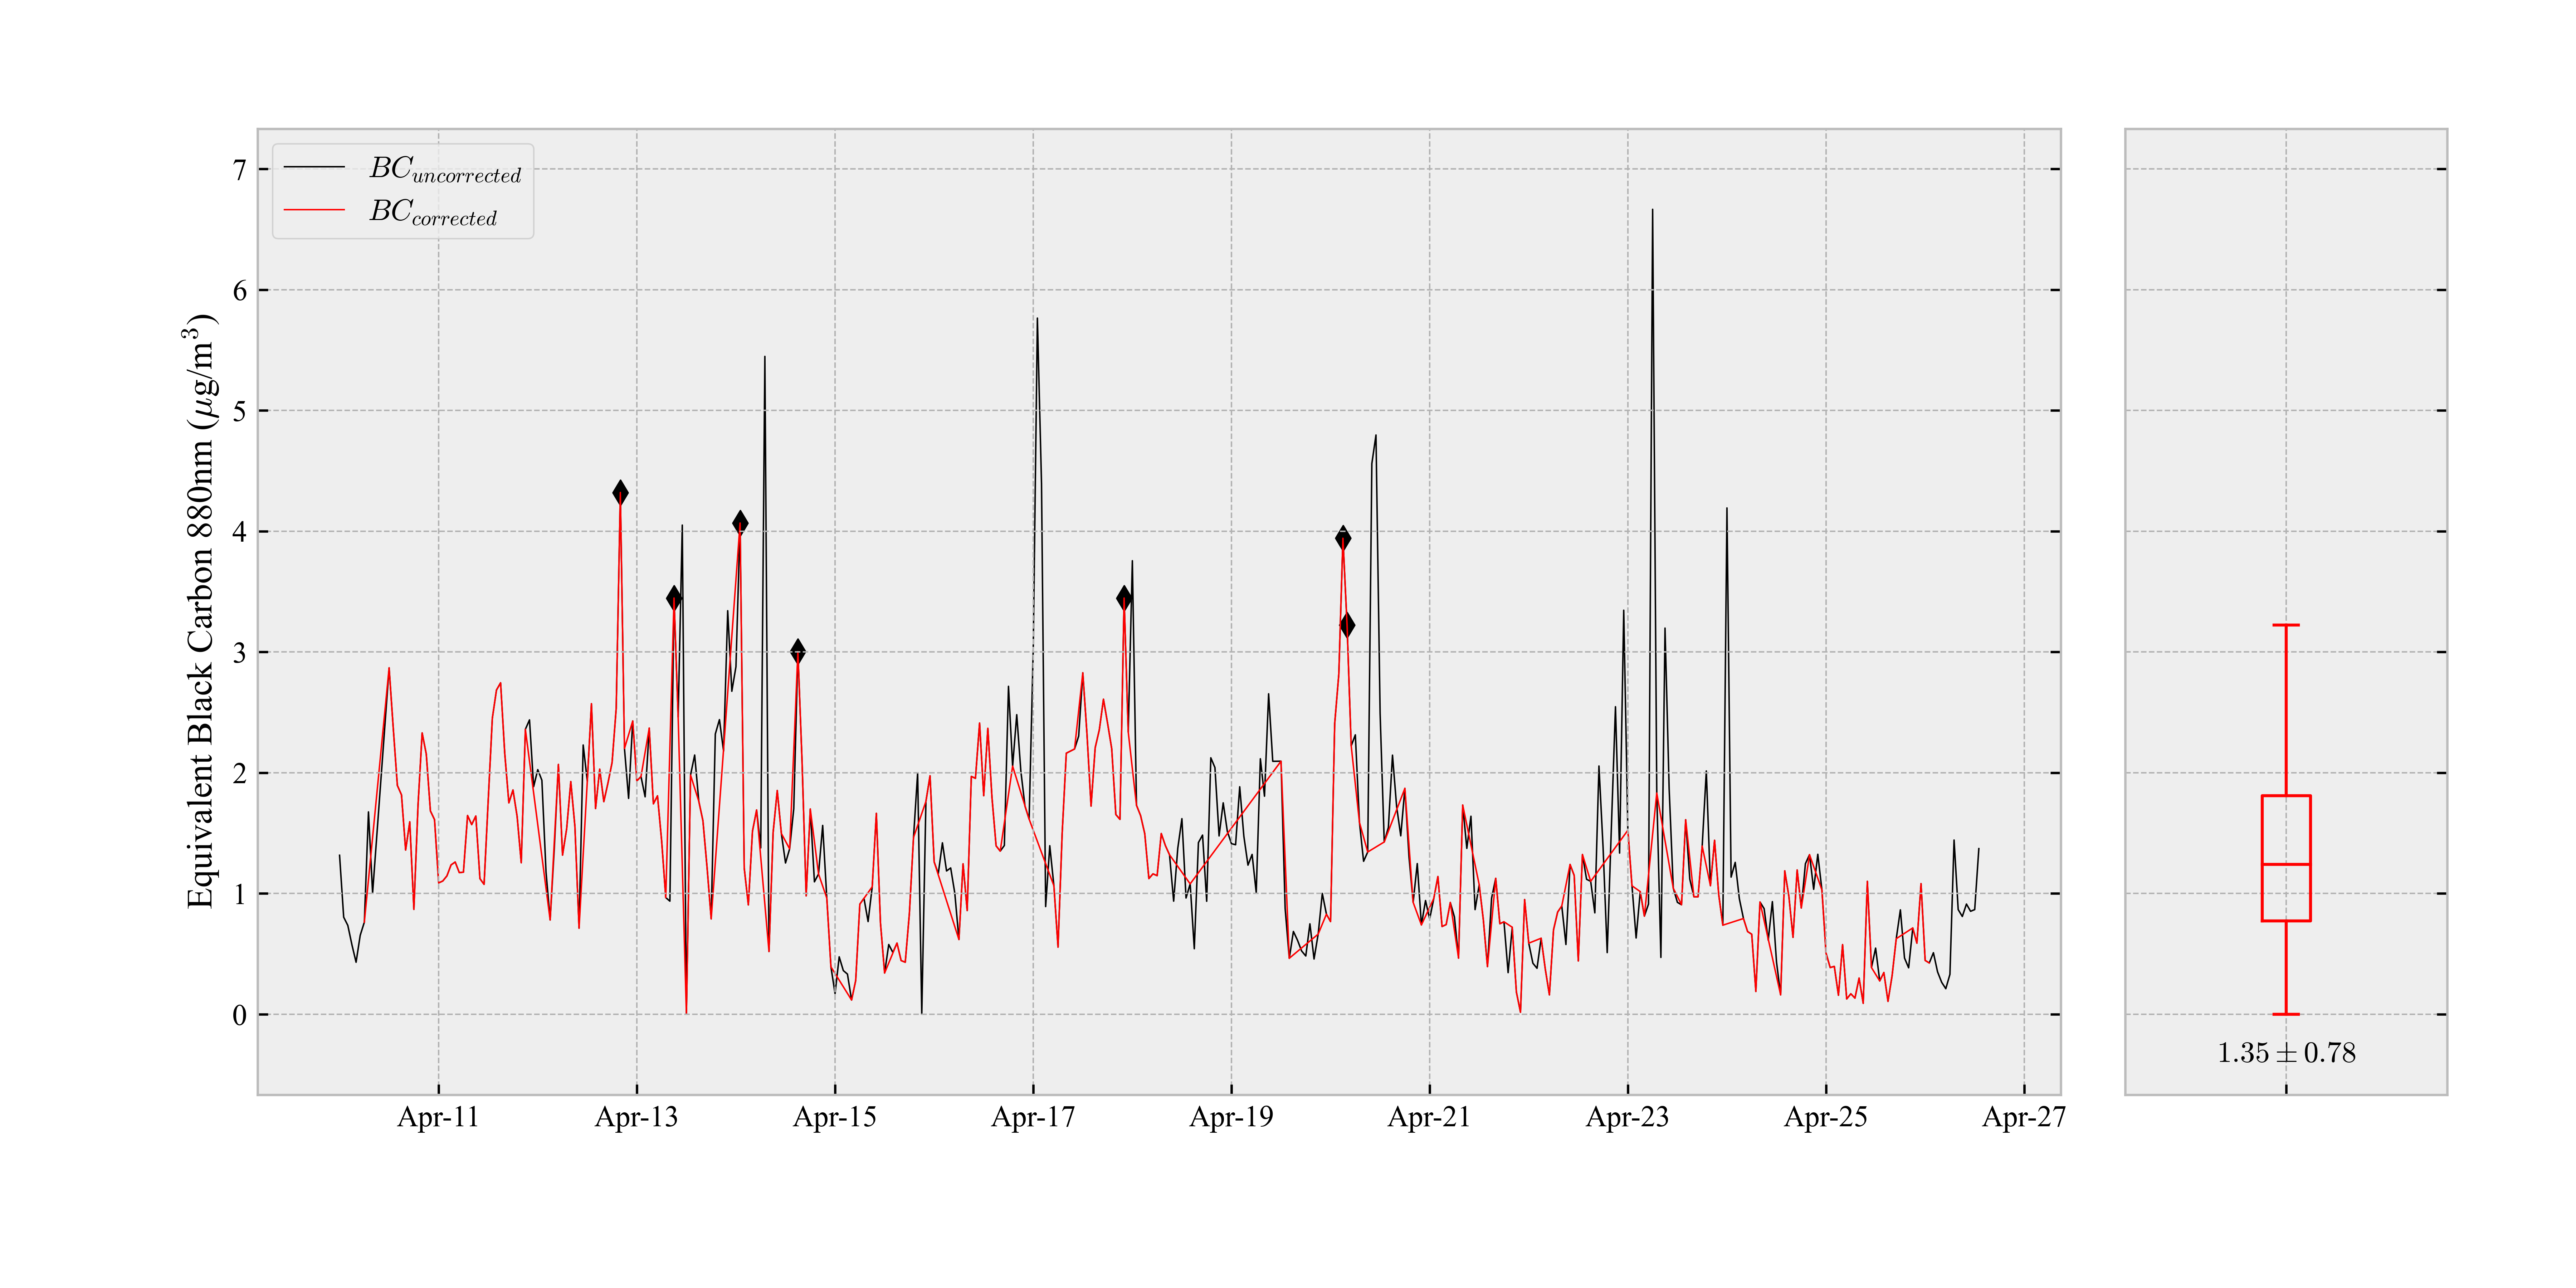 BC_uncorrected
BC_corrected
Equivalent Black Carbon 880nm (μg/m³)
7
6
5
4
3
2
1
0
Apr-11 Apr-13 Apr-15 Apr-17 Apr-19 Apr-21 Apr-23 Apr-25 Apr-27
1.35 ± 0.78